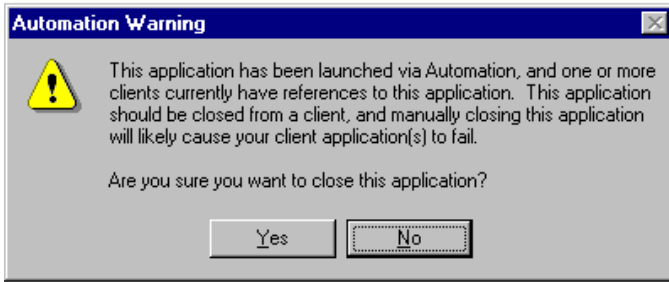 Automation Warning
This application has been launched via Automation, and one or more
clients currently have references to this application.  This application
should be closed from a client, and manually closing this application
will likely cause your client application(s) to fail.
Are you sure you want to close this application?
Yes
No